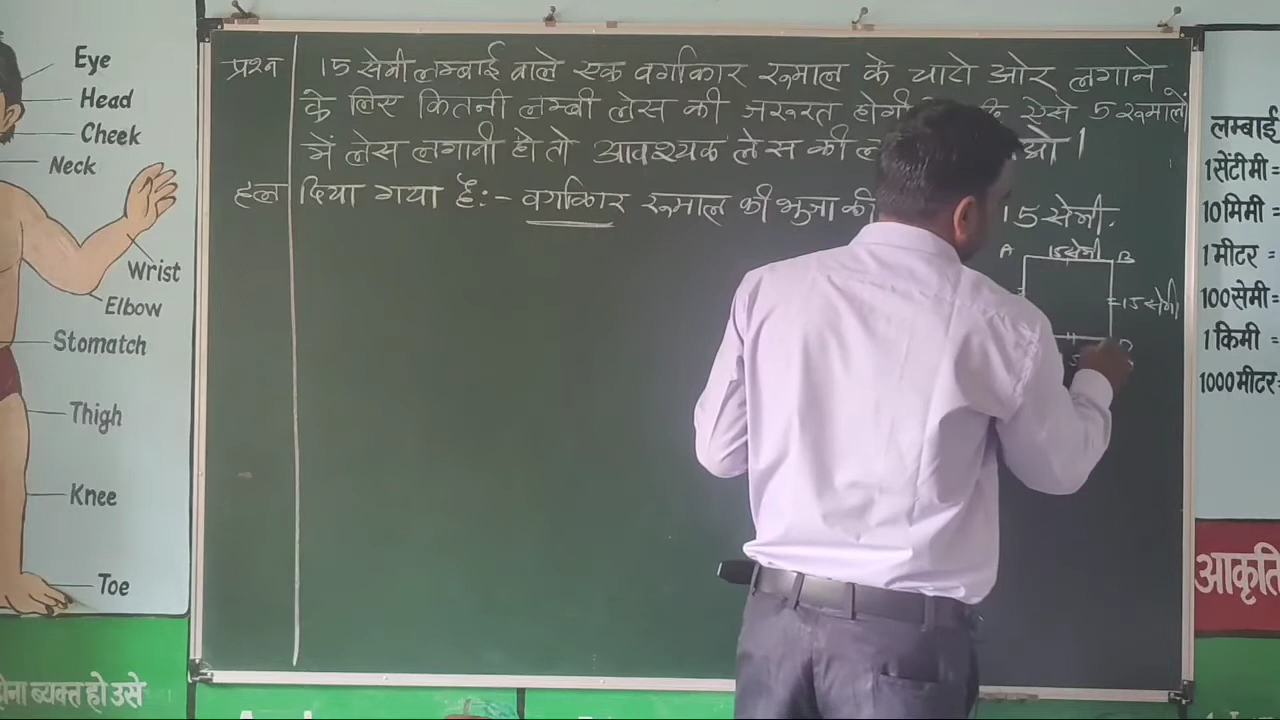 Eye
Head
Cheek
Neck
Wrist
Elbow
Stomatch
Thigh
Knee
Toe
होना व्यक्त हो उसे
प्रश्न 15 सेमी लम्बाई वाले एक वर्गाकार रूमाल के चारो ओर लगाने
के लिए कितनी लम्बी लेस की जरूरत होगी ऐसे 5 रूमालों
में लेस लगानी हो तो आवश्यक लेस की
हल दिया गया है:- वर्गाकार रूमाल की भुजा की 15 सेमी.
A 15 सेमी B
15 सेमी
लम्बाई
1 सेंटीमी =
10 मिमी =
1 मीटर =
100 सेमी =
1 किमी =
1000 मीटर=
आकृति